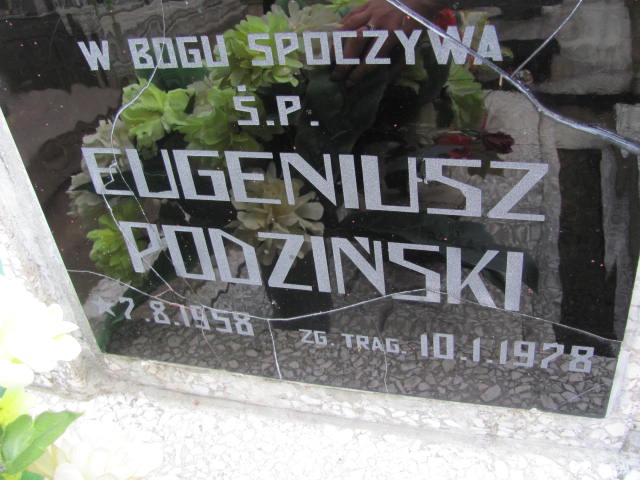 W BOGU SPOCZYWA
Ś.P.
EUGENIUSZ
PODZIŃSKI
*7.8.1958 ZG. TRAG. 10.1.1978